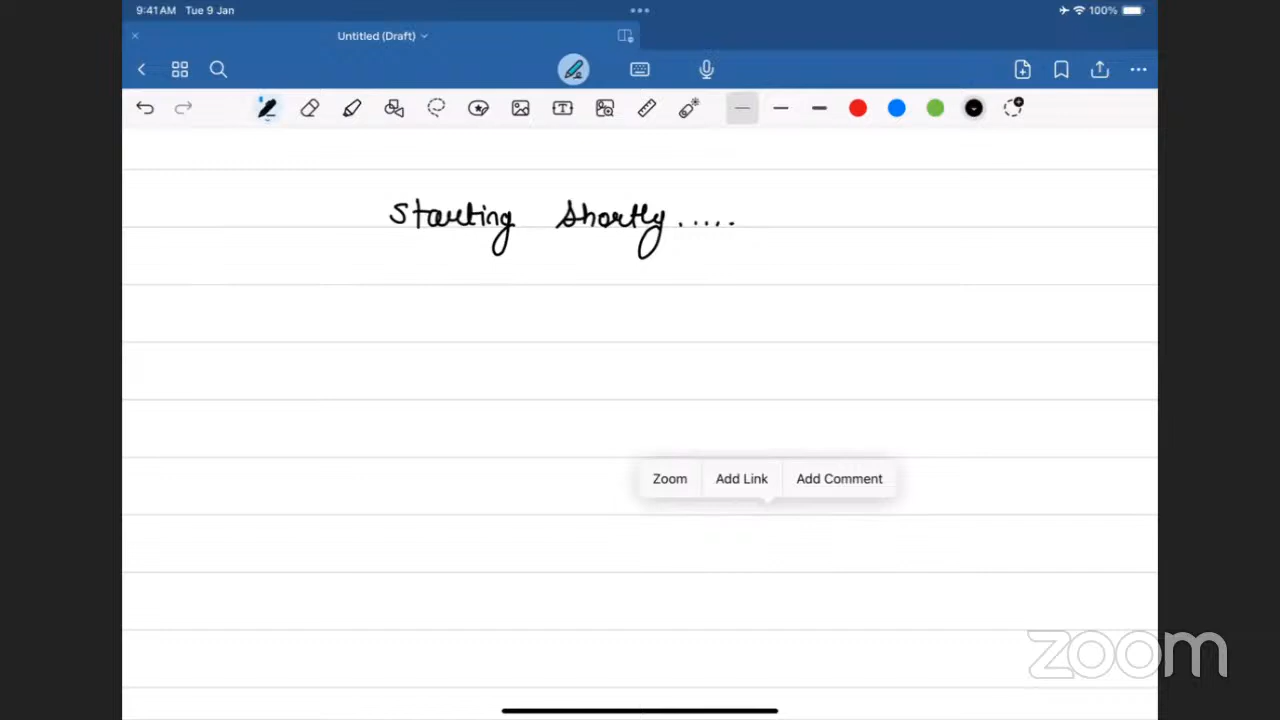 9:41 AM Tue 9 Jan 100%
Untitled (Draft)
Starting Shortly.....
Zoom Add Link Add Comment
zoom